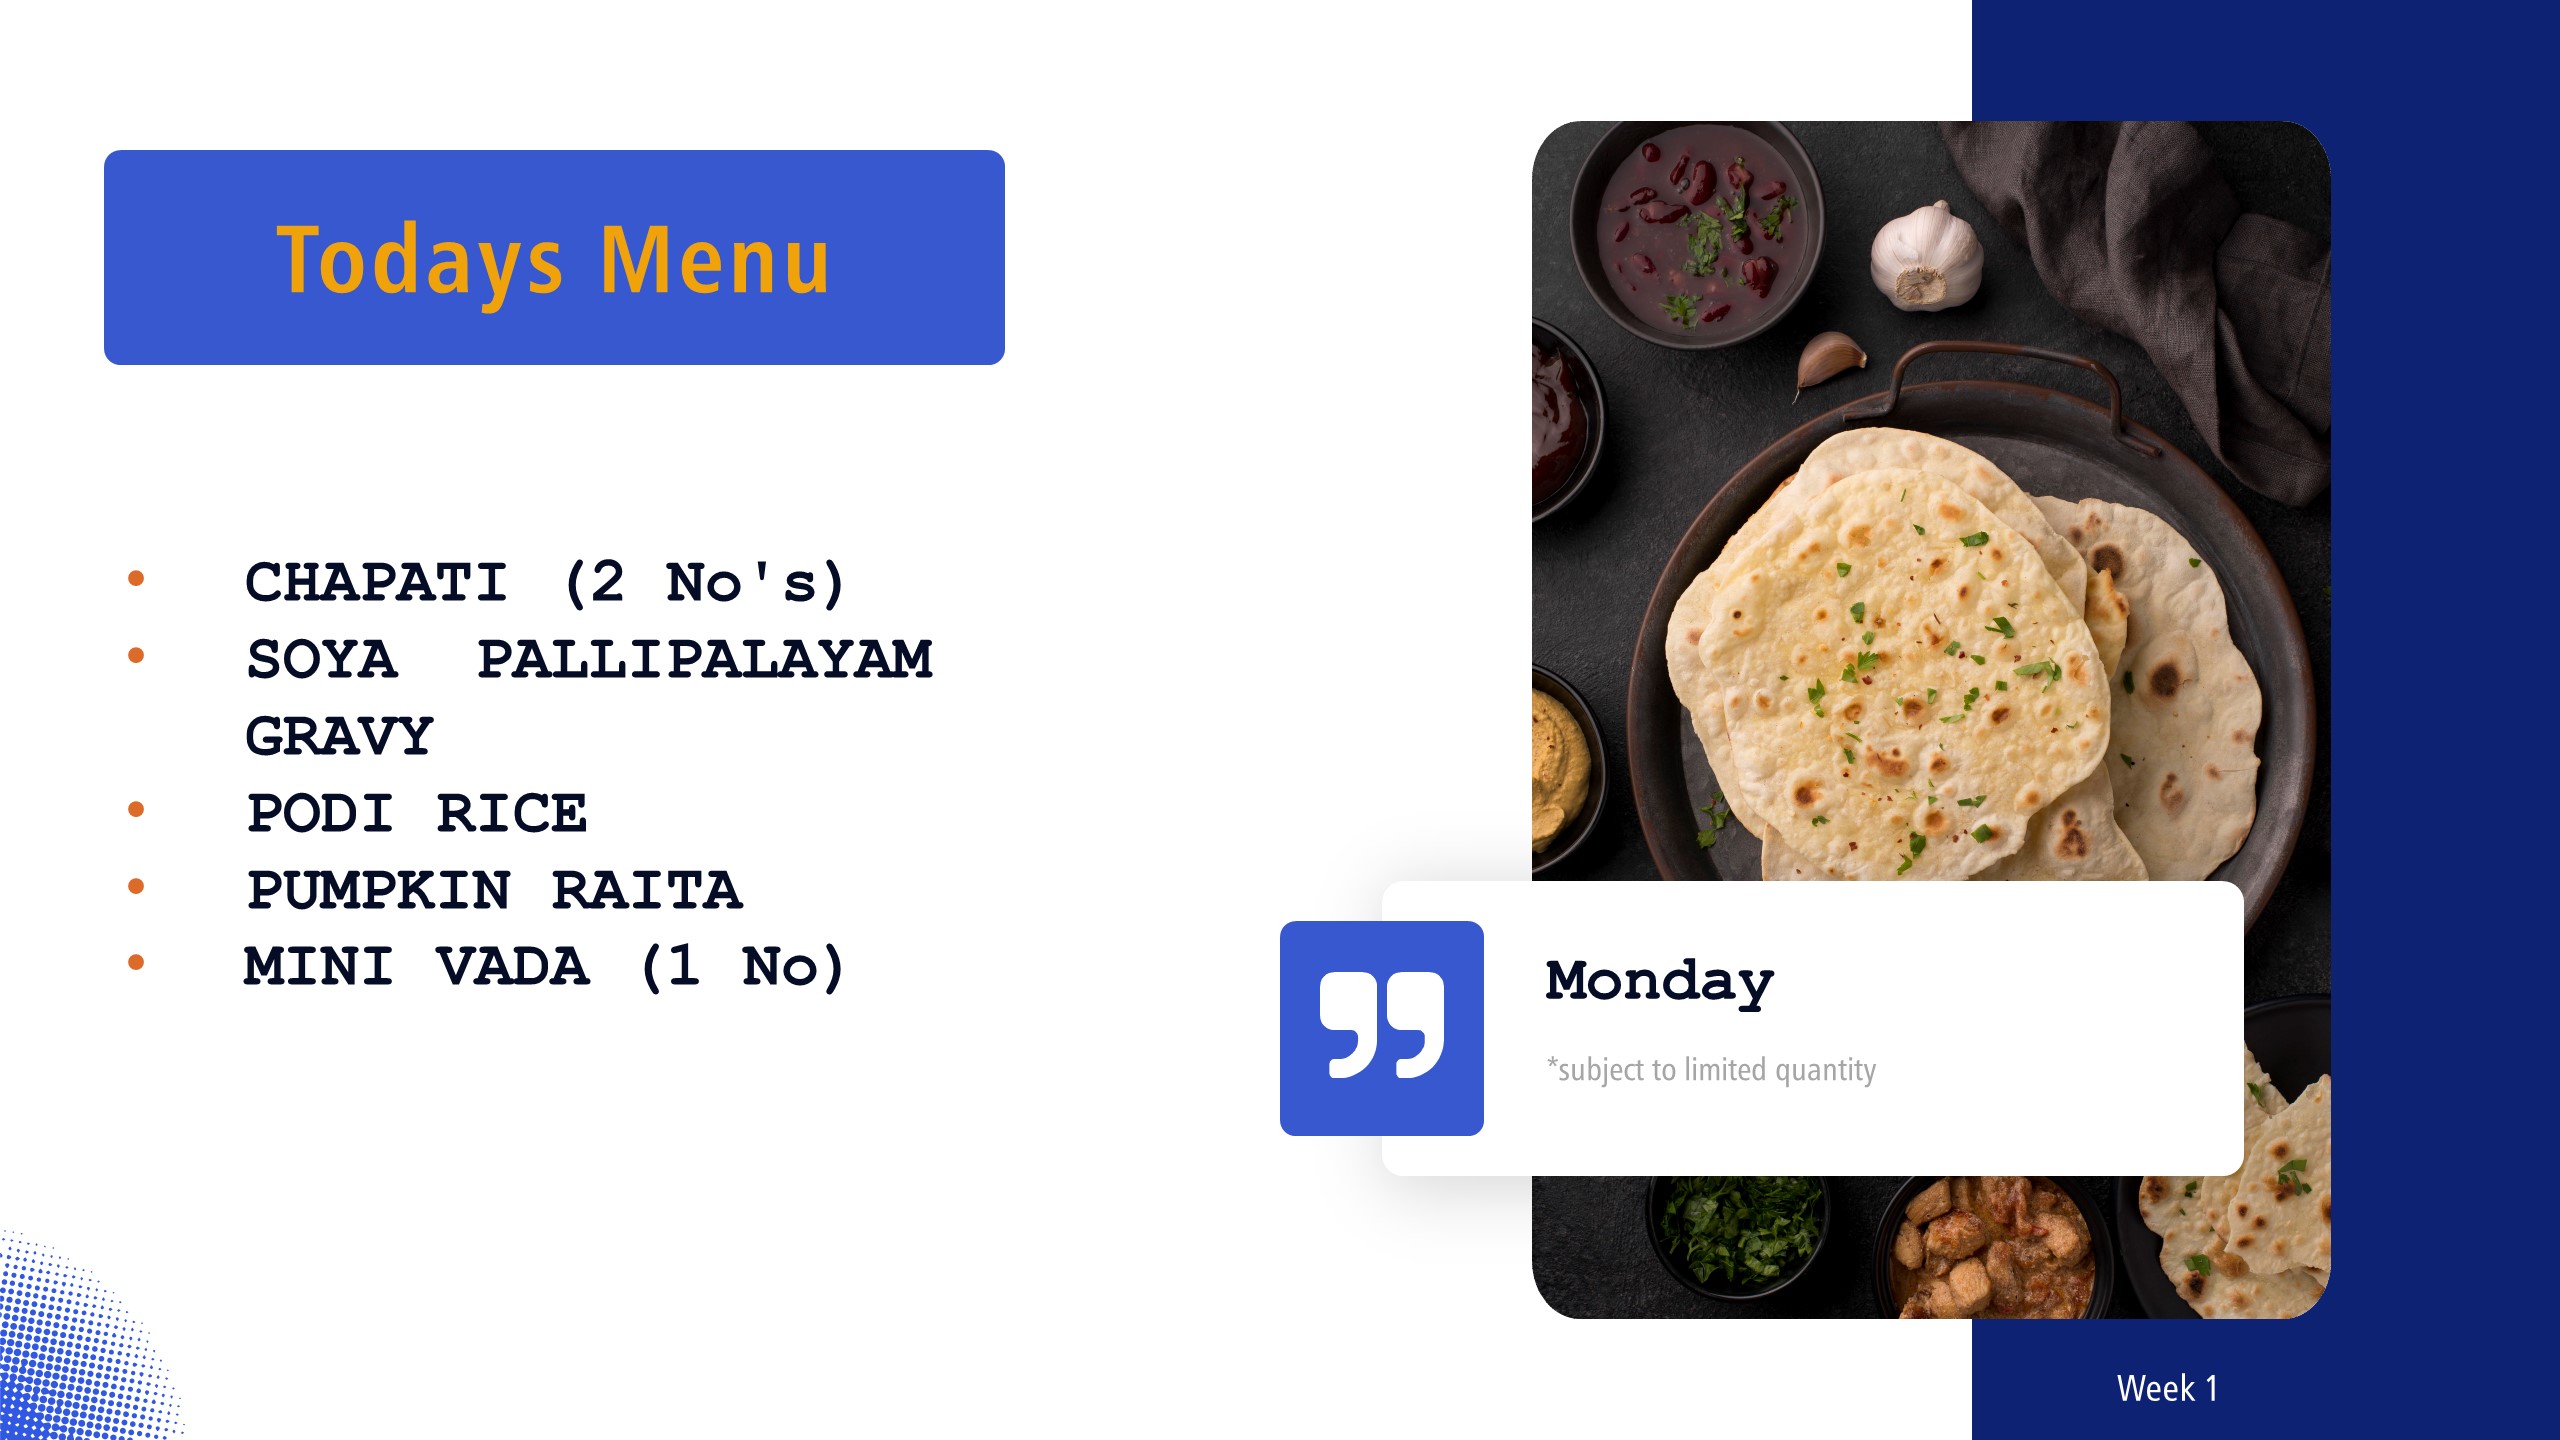 Todays Menu
• CHAPATI (2 No's)
• SOYA  PALLIPALAYAM
GRAVY
• PODI RICE
• PUMPKIN RAITA
• MINI VADA (1 No)
Monday
*subject to limited quantity
Week 1